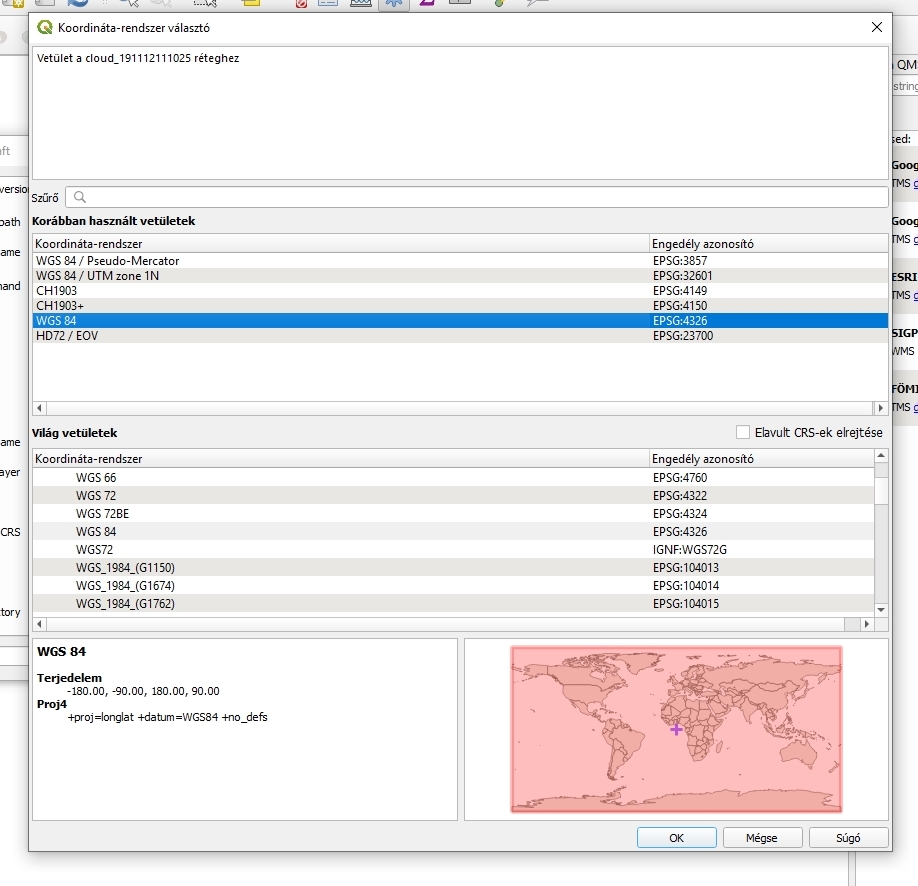 Koordináta-rendszer választó
Vetület a cloud_191112111025 réteghez
QMS
string
sed:
ft
version
path
ame
mand
ame
ayer
CRS
tory
Goog
TMS g
Goog
TMS g
ESRI
TMS g
SIGP
WMS
FÖMI
TMS g
Szűrő
Korábban használt vetületek
Koordináta-rendszer Engedély azonosító
WGS 84 / Pseudo-Mercator EPSG:3857
WGS 84 / UTM zone 1N EPSG:32601
CH1903 EPSG:4149
CH1903+ EPSG:4150
WGS 84 EPSG:4326
HD72 / EOV EPSG:23700
Világ vetületek
Elavult CRS-ek elrejtése
Koordináta-rendszer Engedély azonosító
WGS 66 EPSG:4760
WGS 72 EPSG:4322
WGS 72BE EPSG:4324
WGS 84 EPSG:4326
WGS72 IGNF:WGS72G
WGS_1984_(G1150) EPSG:104013
WGS_1984_(G1674) EPSG:104014
WGS_1984_(G1762) EPSG:104015
WGS 84
Terjedelem
-180.00, -90.00, 180.00, 90.00
Proj4
+proj=longlat +datum=WGS84 +no_defs
OK Mégse Súgó